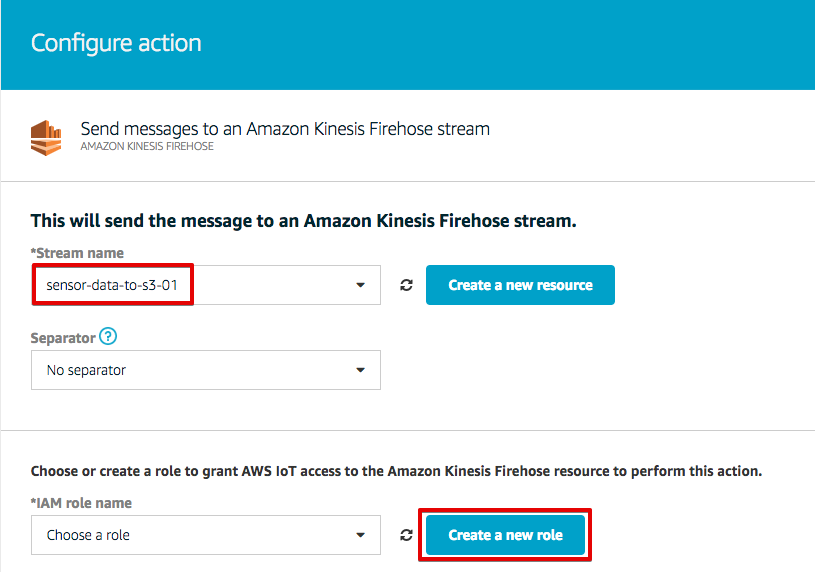 Configure action
Send messages to an Amazon Kinesis Firehose stream
AMAZON KINESIS FIREHOSE
This will send the message to an Amazon Kinesis Firehose stream.
*Stream name
sensor-data-to-s3-01
Create a new resource
Separator ?
No separator
Choose or create a role to grant AWS IoT access to the Amazon Kinesis Firehose resource to perform this action.
*IAM role name
Choose a role
Create a new role